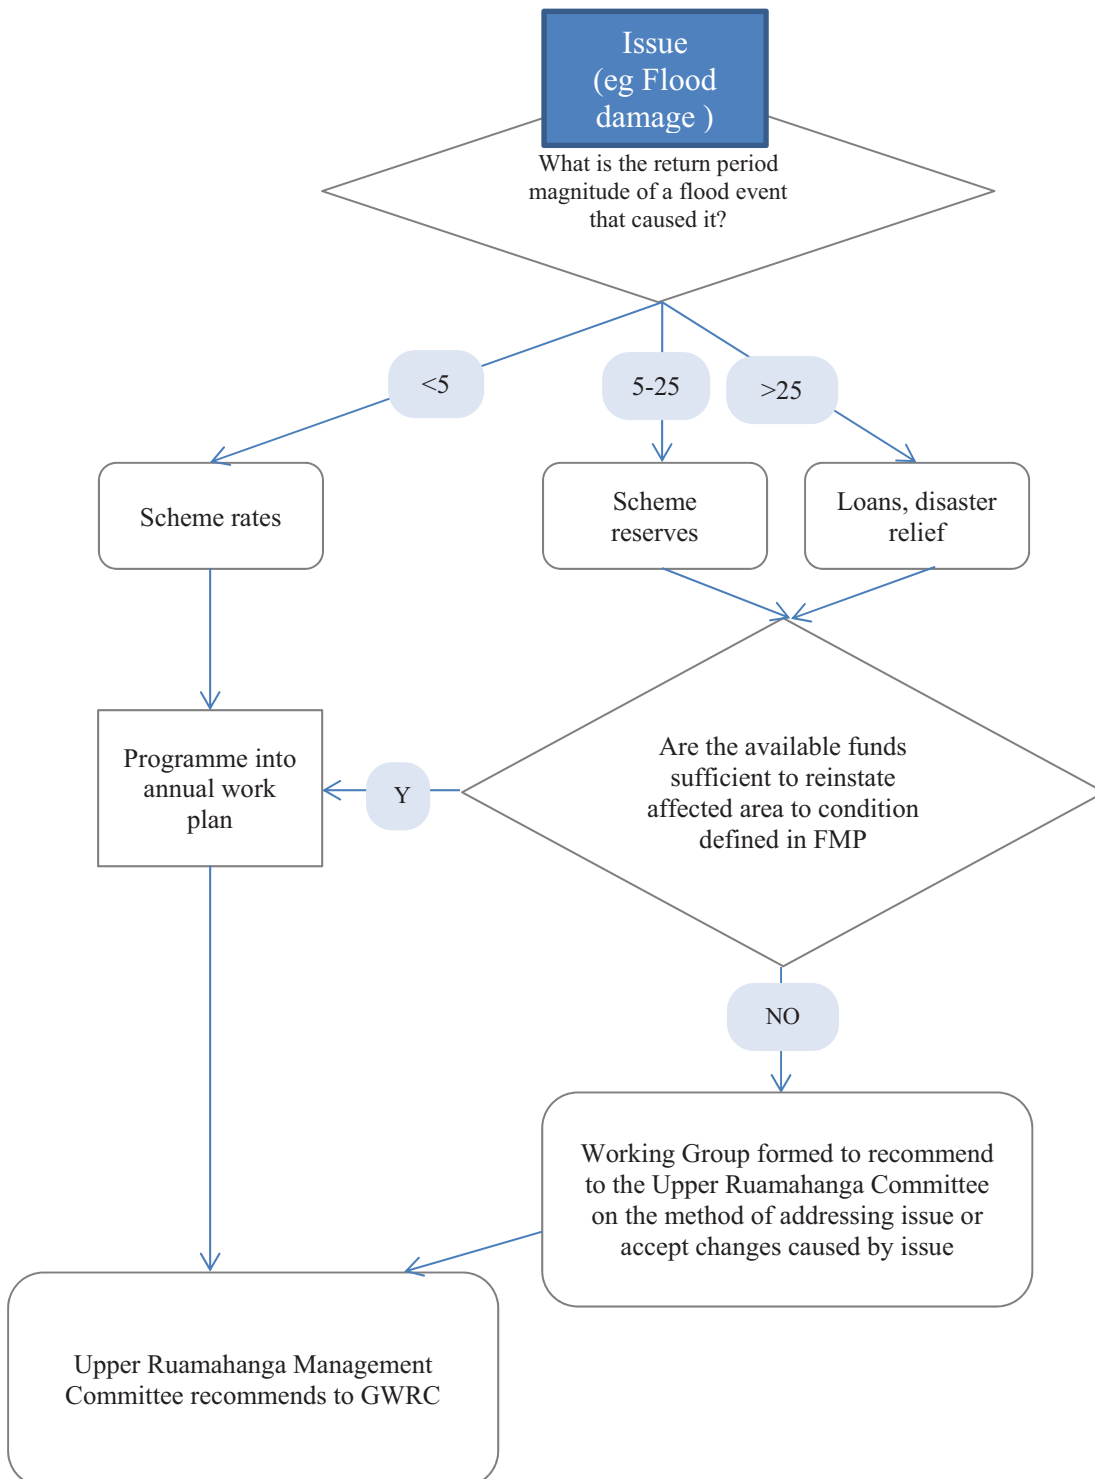 Issue
(eg Flood
damage )
What is the return period
magnitude of a flood event
that caused it?
<5
5-25
>25
Scheme rates
Scheme
reserves
Loans, disaster
relief
Programme into
annual work
plan
Y
Are the available funds
sufficient to reinstate
affected area to condition
defined in FMP
NO
Working Group formed to recommend
to the Upper Ruamahanga Committee
on the method of addressing issue or
accept changes caused by issue
Upper Ruamahanga Management
Committee recommends to GWRC